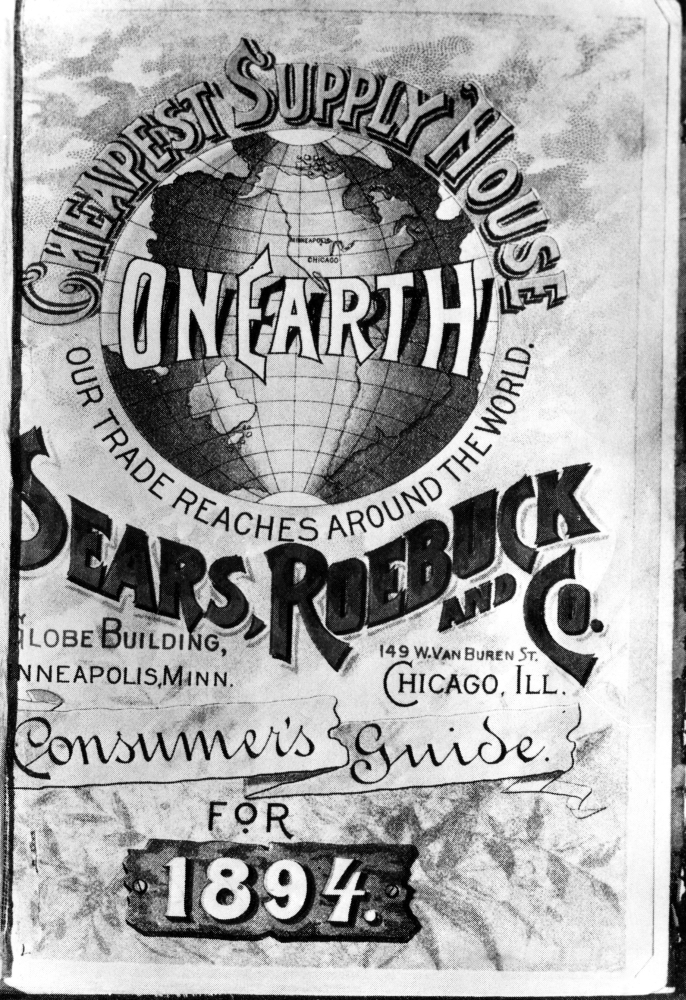 CHEAPEST SUPPLY HOUSE
MINNEAPOLIS
CHICAGO
ON EARTH
OUR TRADE REACHES AROUND THE WORLD.
SEARS, ROEBUCK
AND CO.
GLOBE BUILDING,
NNEAPOLIS, MINN.
149 W. VAN BUREN ST.
CHICAGO, ILL.
Consumer's Guide.
FOR
1894.